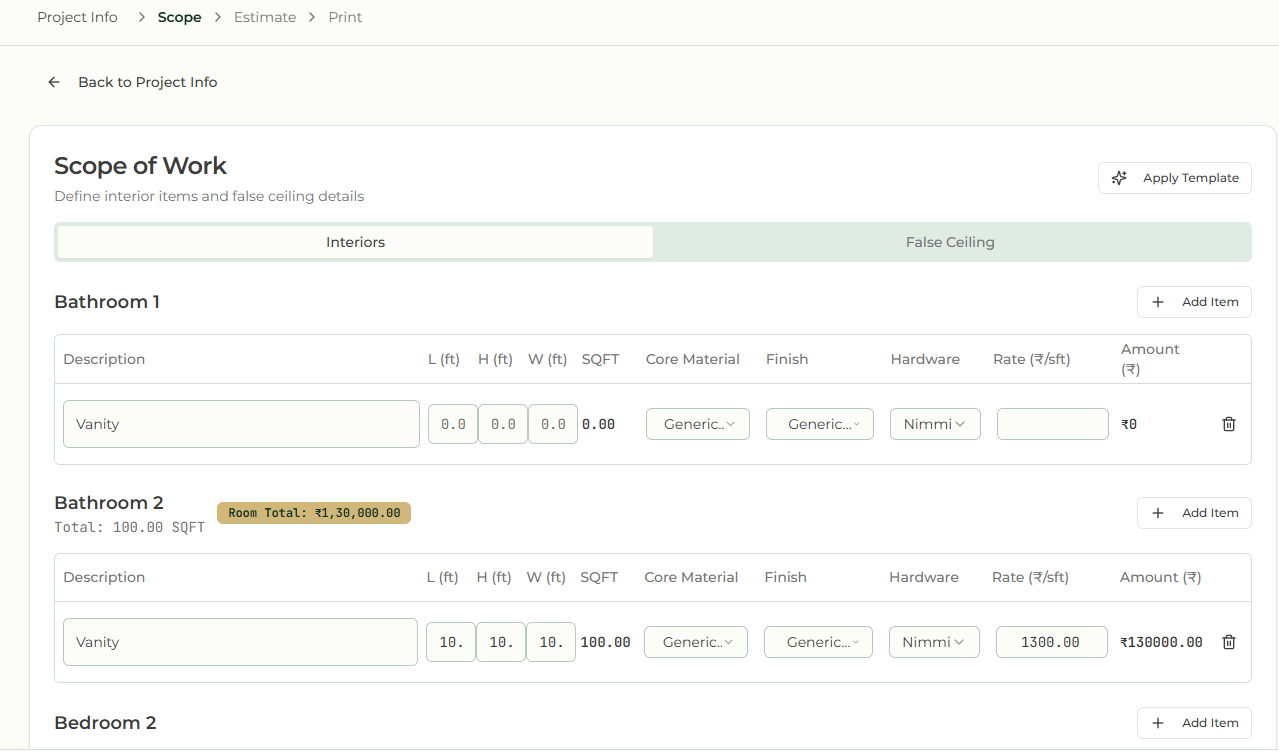 Project Info > Scope > Estimate > Print
← Back to Project Info
Scope of Work
Define interior items and false ceiling details
Apply Template
Interiors False Ceiling
Bathroom 1
+ Add Item
Description L (ft) H (ft) W (ft) SQFT Core Material Finish Hardware Rate (₹/sft) Amount (₹)
Vanity 0.0 0.0 0.0 0.00 Generic.. Generic... Nimmi ₹0
Bathroom 2
Total: 100.00 SQFT
Room Total: ₹1,30,000.00
+ Add Item
Description L (ft) H (ft) W (ft) SQFT Core Material Finish Hardware Rate (₹/sft) Amount (₹)
Vanity 10. 10. 10. 100.00 Generic.. Generic... Nimmi 1300.00 ₹130000.00
Bedroom 2
+ Add Item